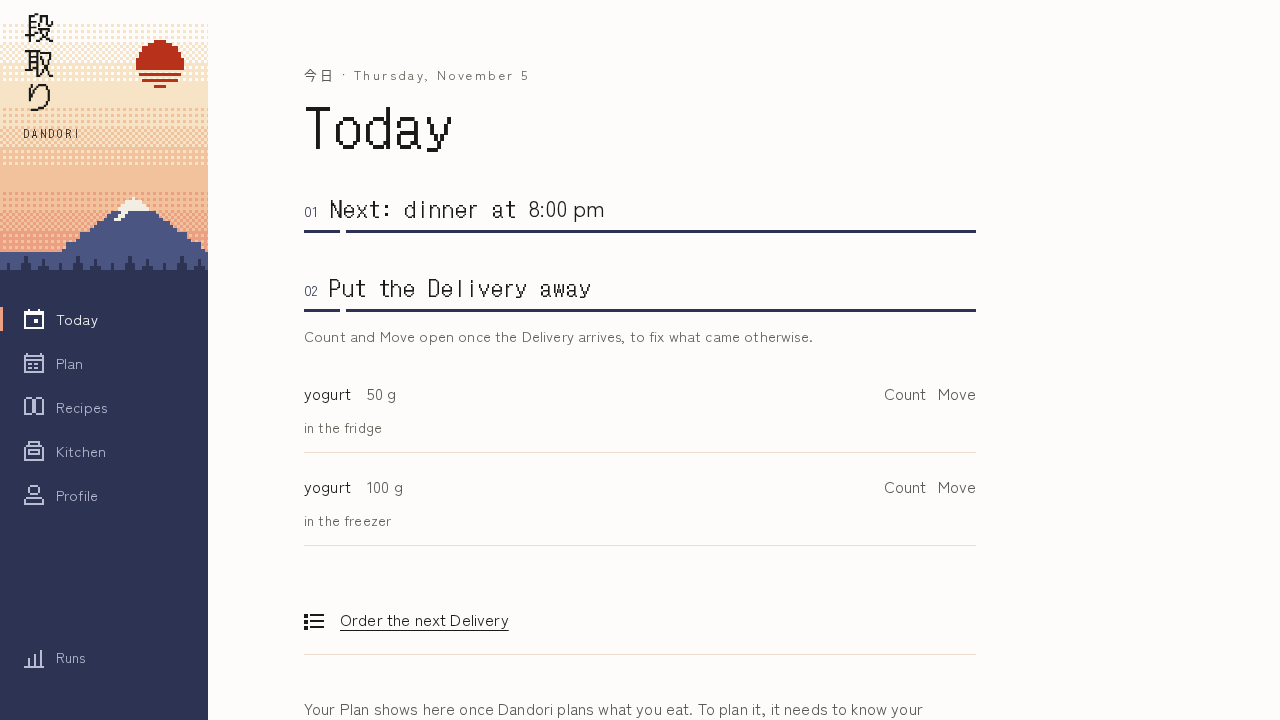 段取り
DANDORI
Today
Plan
Recipes
Kitchen
Profile
Runs
今日 · Thursday, November 5
Today
01 Next: dinner at 8:00 pm
02 Put the Delivery away
Count and Move open once the Delivery arrives, to fix what came otherwise.
yogurt 50 g Count Move
in the fridge
yogurt 100 g Count Move
in the freezer
Order the next Delivery
Your Plan shows here once Dandori plans what you eat. To plan it, it needs to know your